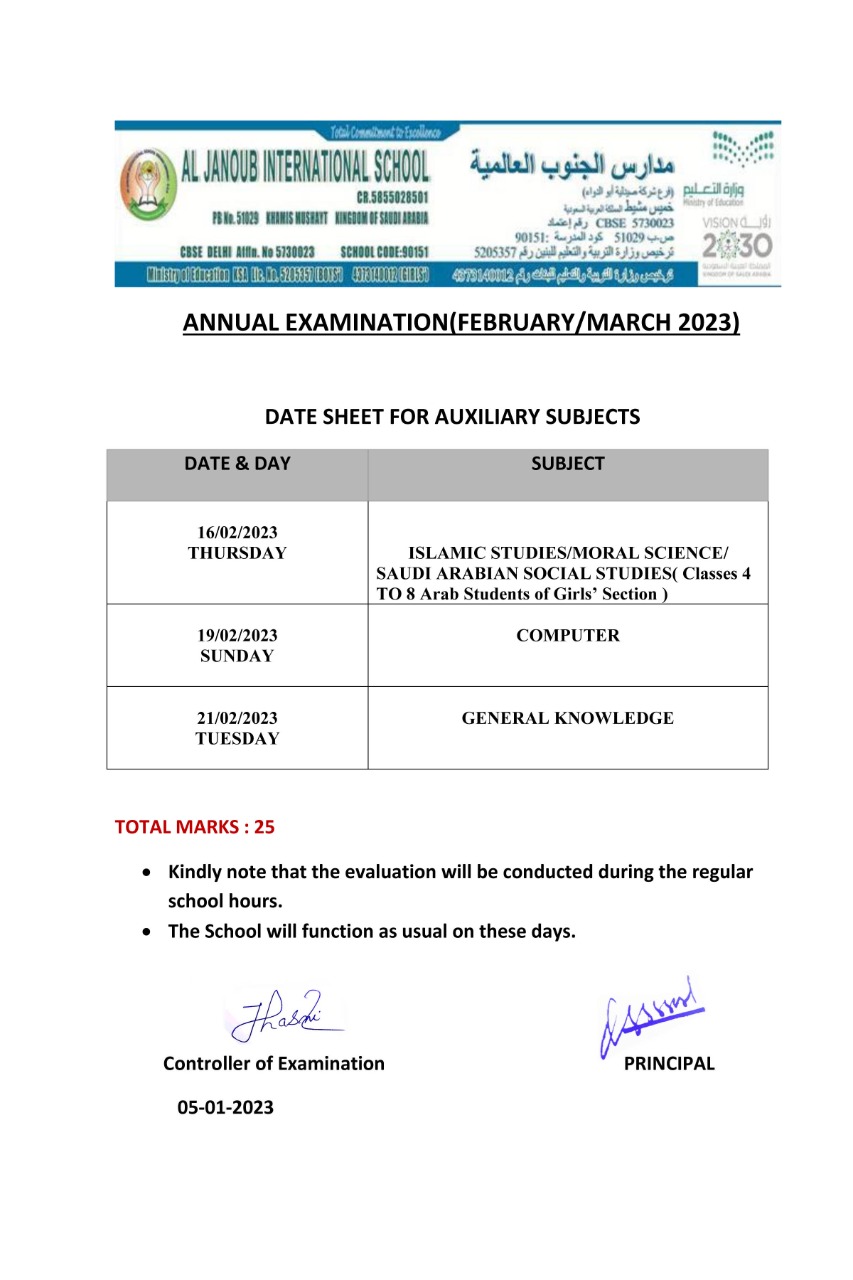 Total Commitment to Excellence
AL JANOUB INTERNATIONAL SCHOOL
CR.5855028501
PB No. 51029 KHAMIS MUSHAYT KINGDOM OF SAUDI ARABIA
CBSE DELHI Affln. No 5730023 SCHOOL CODE:90151
Ministry of Education KSA Lic. No. 5205357 (BOYS') 4373140012 (GIRLS')
مدارس الجنوب العالمية
(فرع شركة صيدلية أبو النواء)
خميس مشيط المملكة العربية السعودية
CBSE 5730023 رقم إعتماد
ص.ب 51029 كود المدرسة :90151
ترخيص وزارة التربية والتعليم للبنين رقم 5205357
ترخيص وزارة التربية والتعليم للبنات رقم 4373140012
وزارة التعليم
Ministry of Education
VISION رؤية
2030
المملكة العربية السعودية
KINGDOM OF SAUDI ARABIA
ANNUAL EXAMINATION(FEBRUARY/MARCH 2023)
DATE SHEET FOR AUXILIARY SUBJECTS
DATE & DAY SUBJECT
16/02/2023
THURSDAY
ISLAMIC STUDIES/MORAL SCIENCE/
SAUDI ARABIAN SOCIAL STUDIES( Classes 4
TO 8 Arab Students of Girls’ Section )
19/02/2023
SUNDAY
COMPUTER
21/02/2023
TUESDAY
GENERAL KNOWLEDGE
TOTAL MARKS : 25
• Kindly note that the evaluation will be conducted during the regular
school hours.
• The School will function as usual on these days.
Controller of Examination PRINCIPAL
05-01-2023